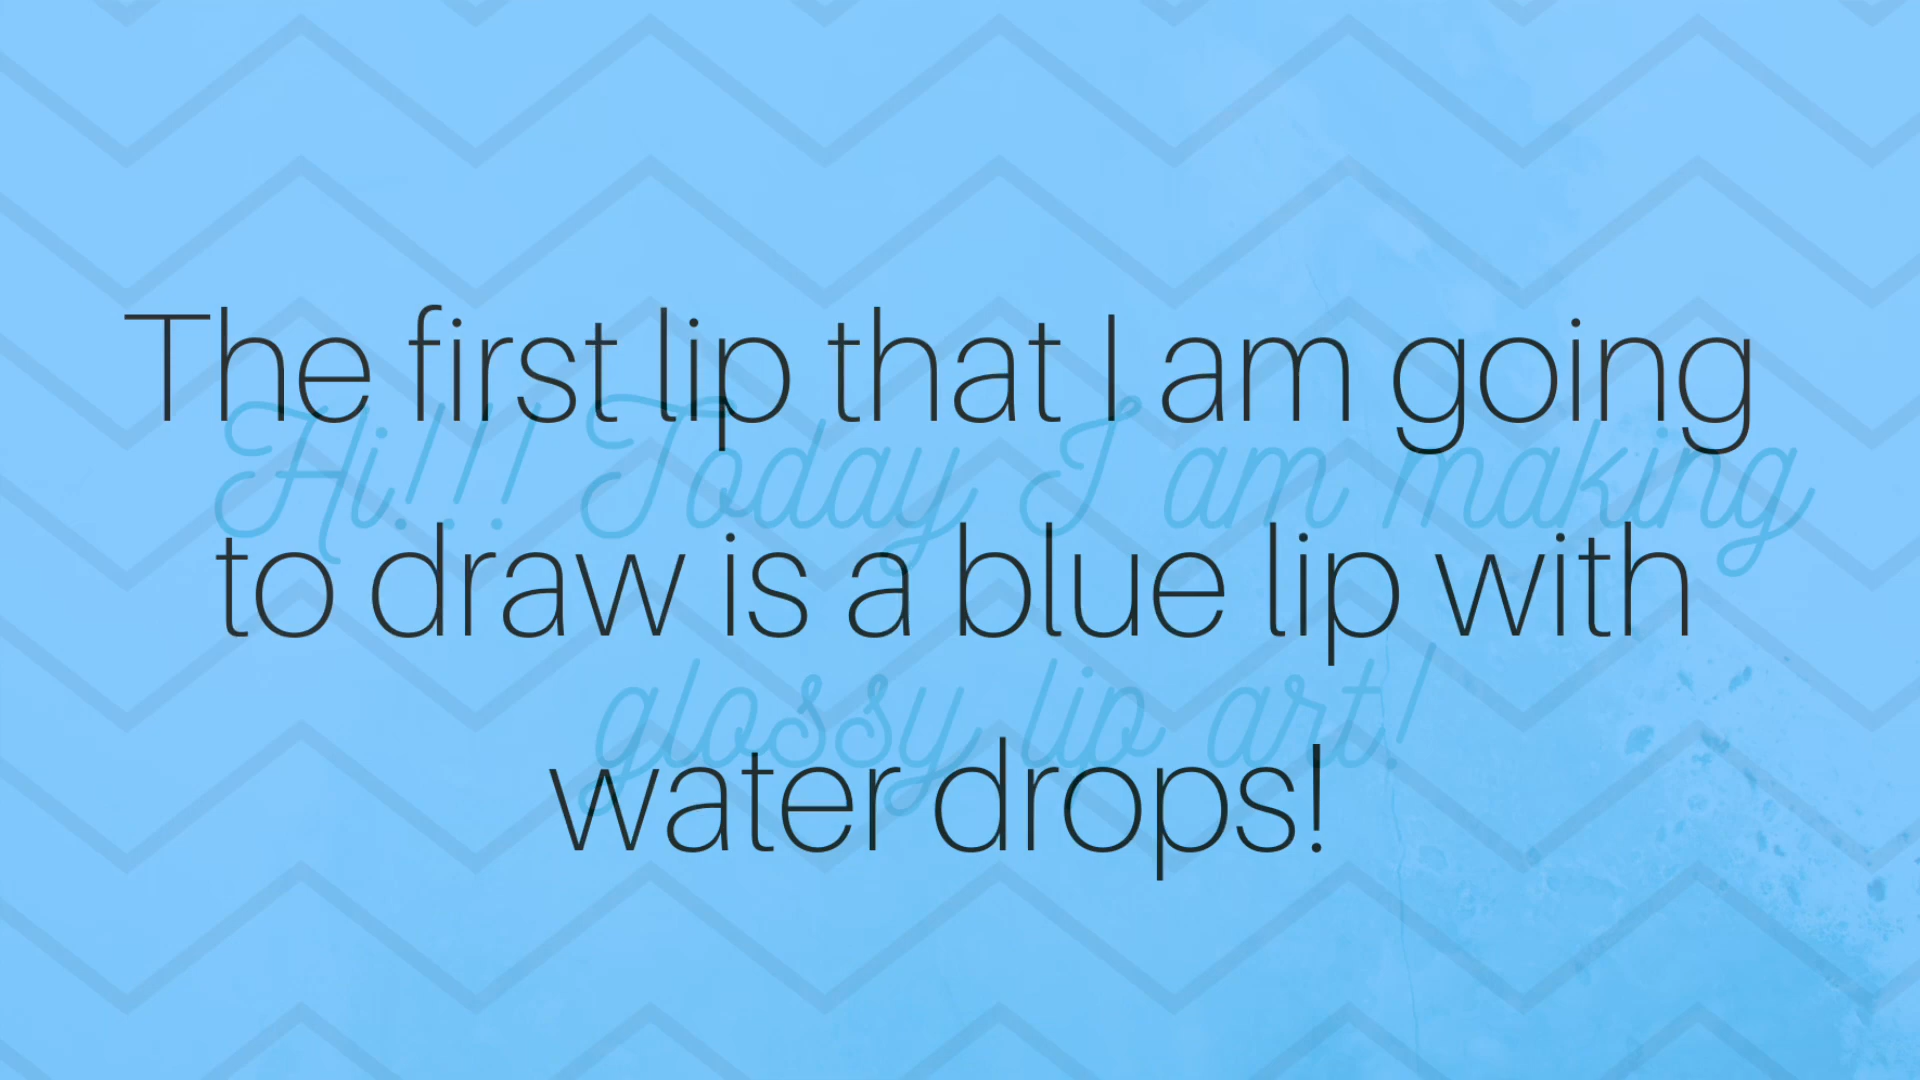 The first lip that I am going
Hi!!! Today I am making
to draw is a blue lip with
glossy lip art!
water drops!